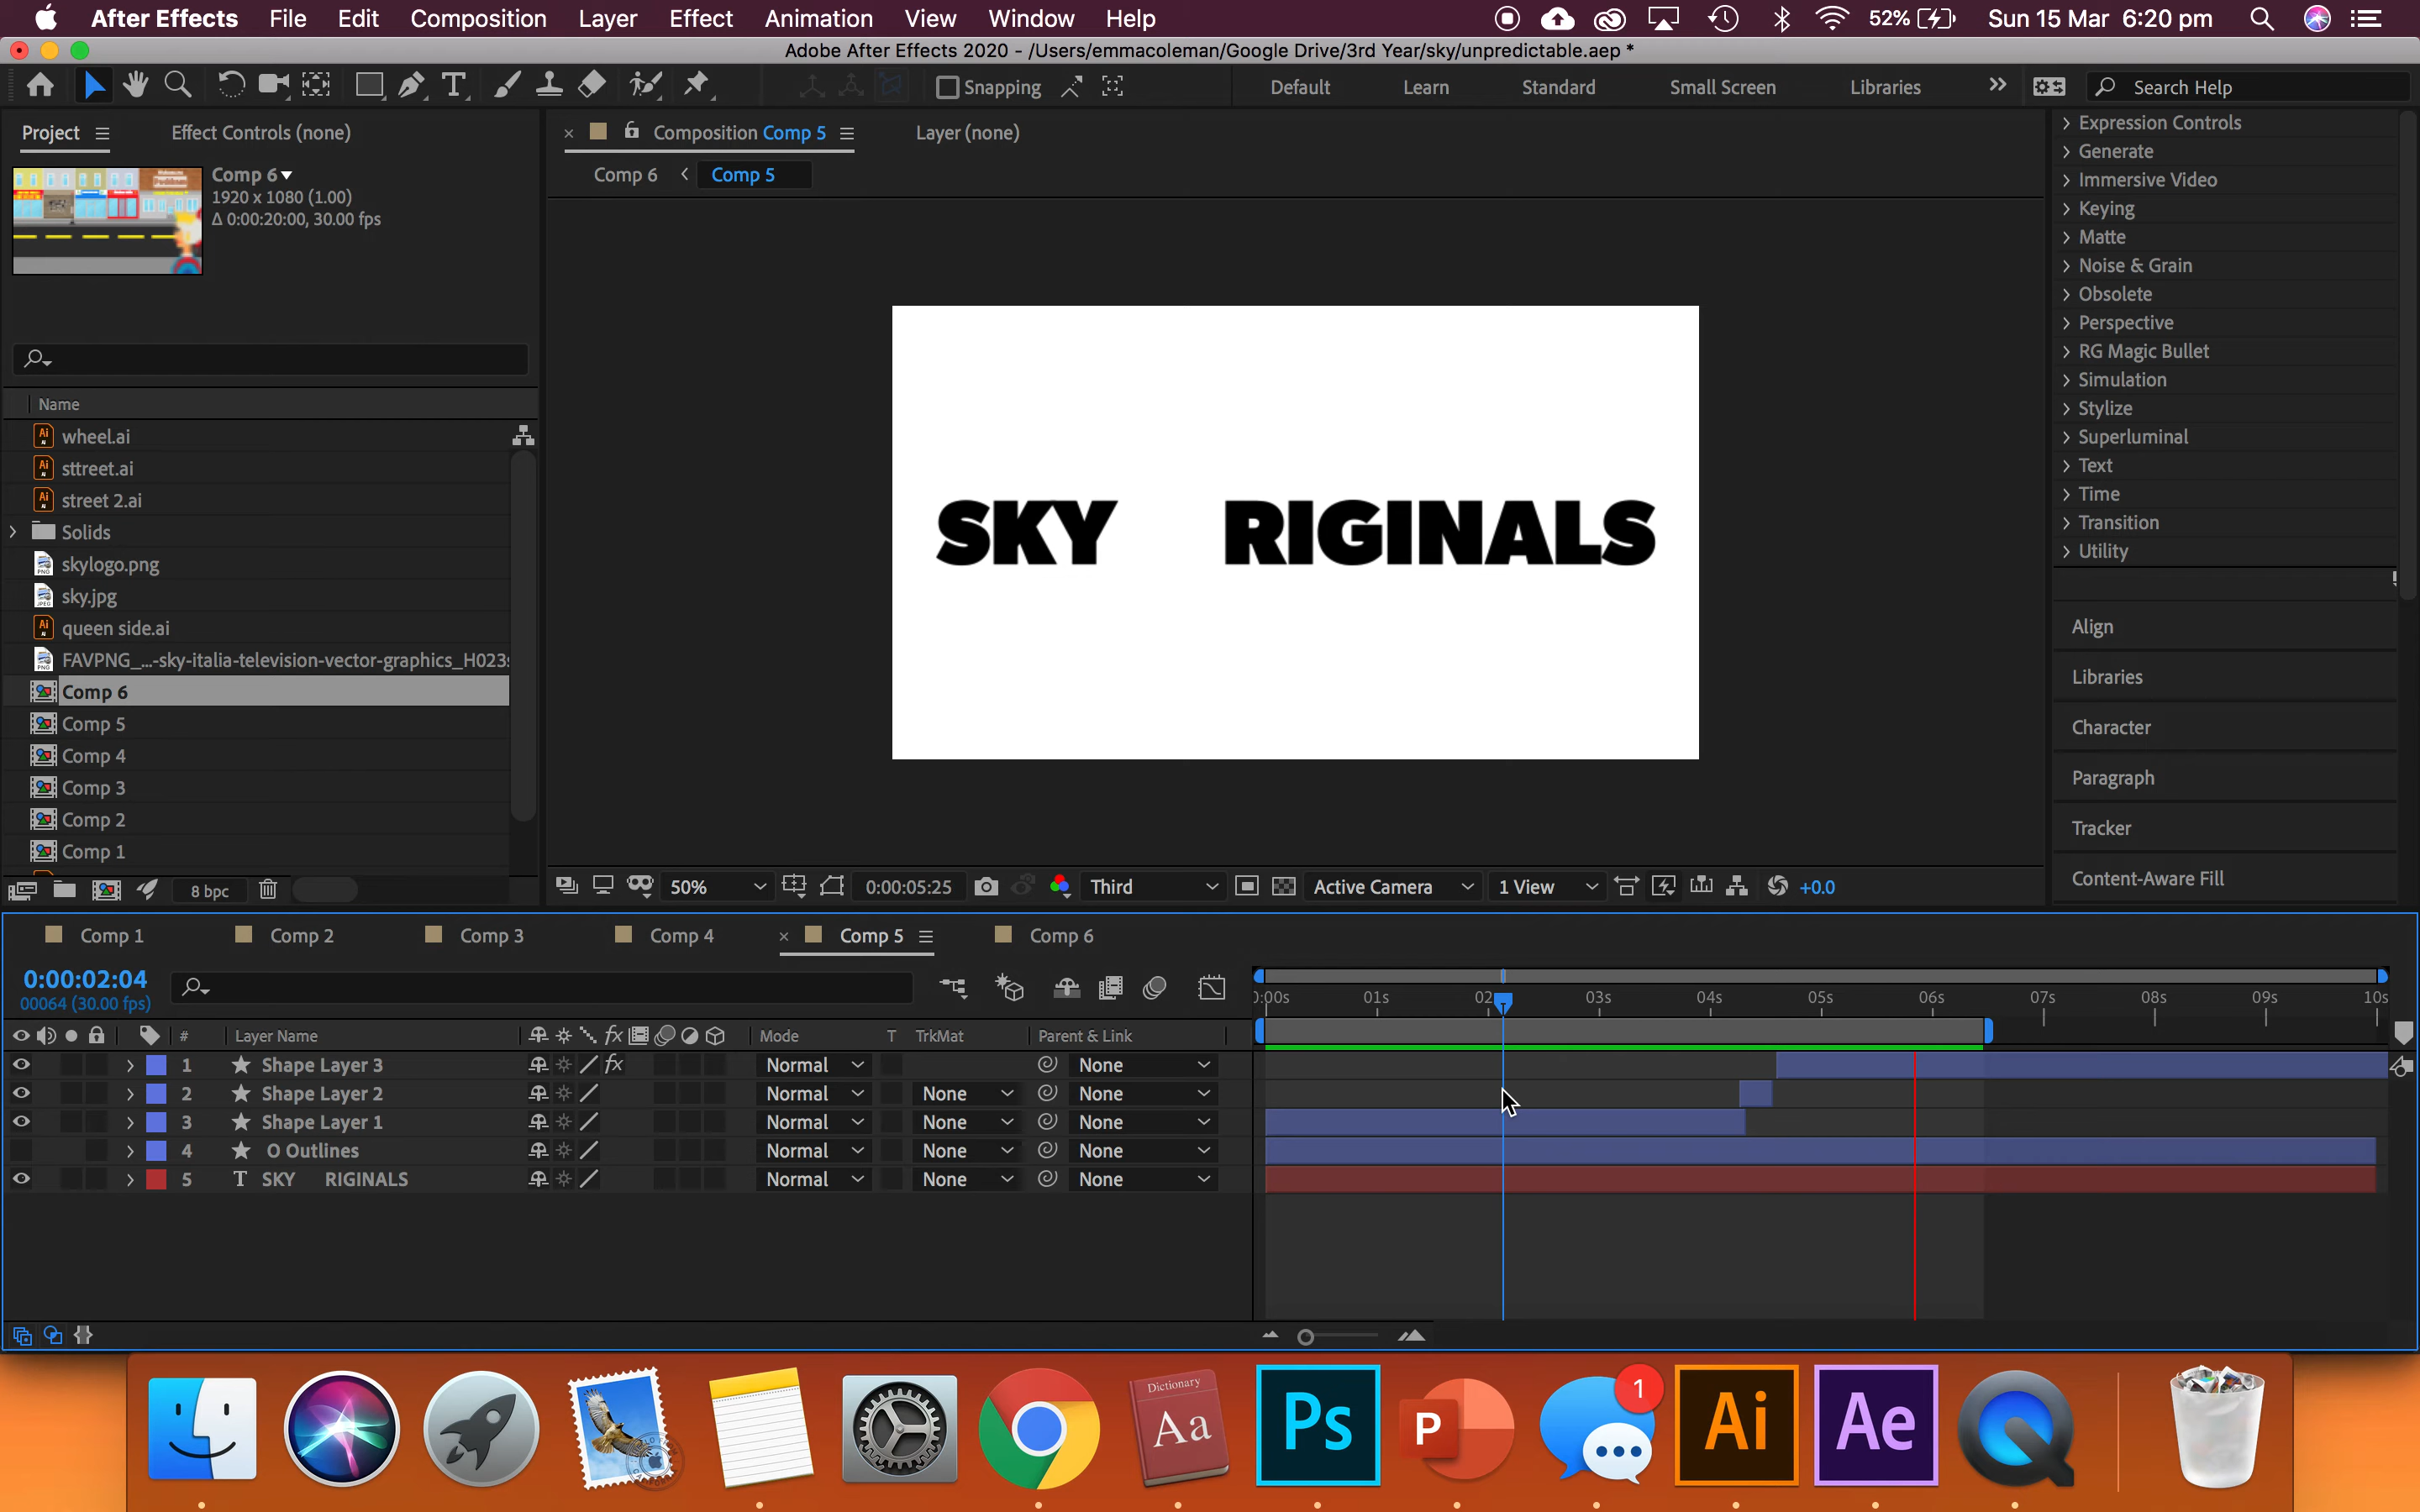 After Effects File Edit Composition Layer Effect Animation View Window Help 52% Sun 15 Mar 6:20 pm
Adobe After Effects 2020 - /Users/emmacoleman/Google Drive/3rd Year/sky/unpredictable.aep *
T Snapping Default Learn Standard Small Screen Libraries Search Help
Project Effect Controls (none)
Comp 6
1920 x 1080 (1.00)
Δ 0:00:20:00, 30.00 fps
Name
wheel.ai
sttreet.ai
street 2.ai
Solids
skylogo.png
sky.jpg
queen side.ai
FAVPNG_...-sky-italia-television-vector-graphics_H023
Comp 6
Comp 5
Comp 4
Comp 3
Comp 2
Comp 1
8 bpc
Composition Comp 5 Layer (none)
Comp 6 Comp 5
SKY RIGINALS
50% 0:00:05:25 Third Active Camera 1 View +0.0
Expression Controls
Generate
Immersive Video
Keying
Matte
Noise & Grain
Obsolete
Perspective
RG Magic Bullet
Simulation
Stylize
Superluminal
Text
Time
Transition
Utility
Align
Libraries
Character
Paragraph
Tracker
Content-Aware Fill
Comp 1 Comp 2 Comp 3 Comp 4 Comp 5 Comp 6
0:00:02:04
00064 (30.00 fps)
# Layer Name fx Mode T TrkMat Parent & Link
1 Shape Layer 3 fx Normal None
2 Shape Layer 2 Normal None None
3 Shape Layer 1 Normal None None
4 O Outlines Normal None None
5 T SKY RIGINALS Normal None None
0:00s 01s 02 03s 04s 05s 06s 07s 08s 09s 10s
Dictionary
Aa
Ps
P
1
Ai
Ae